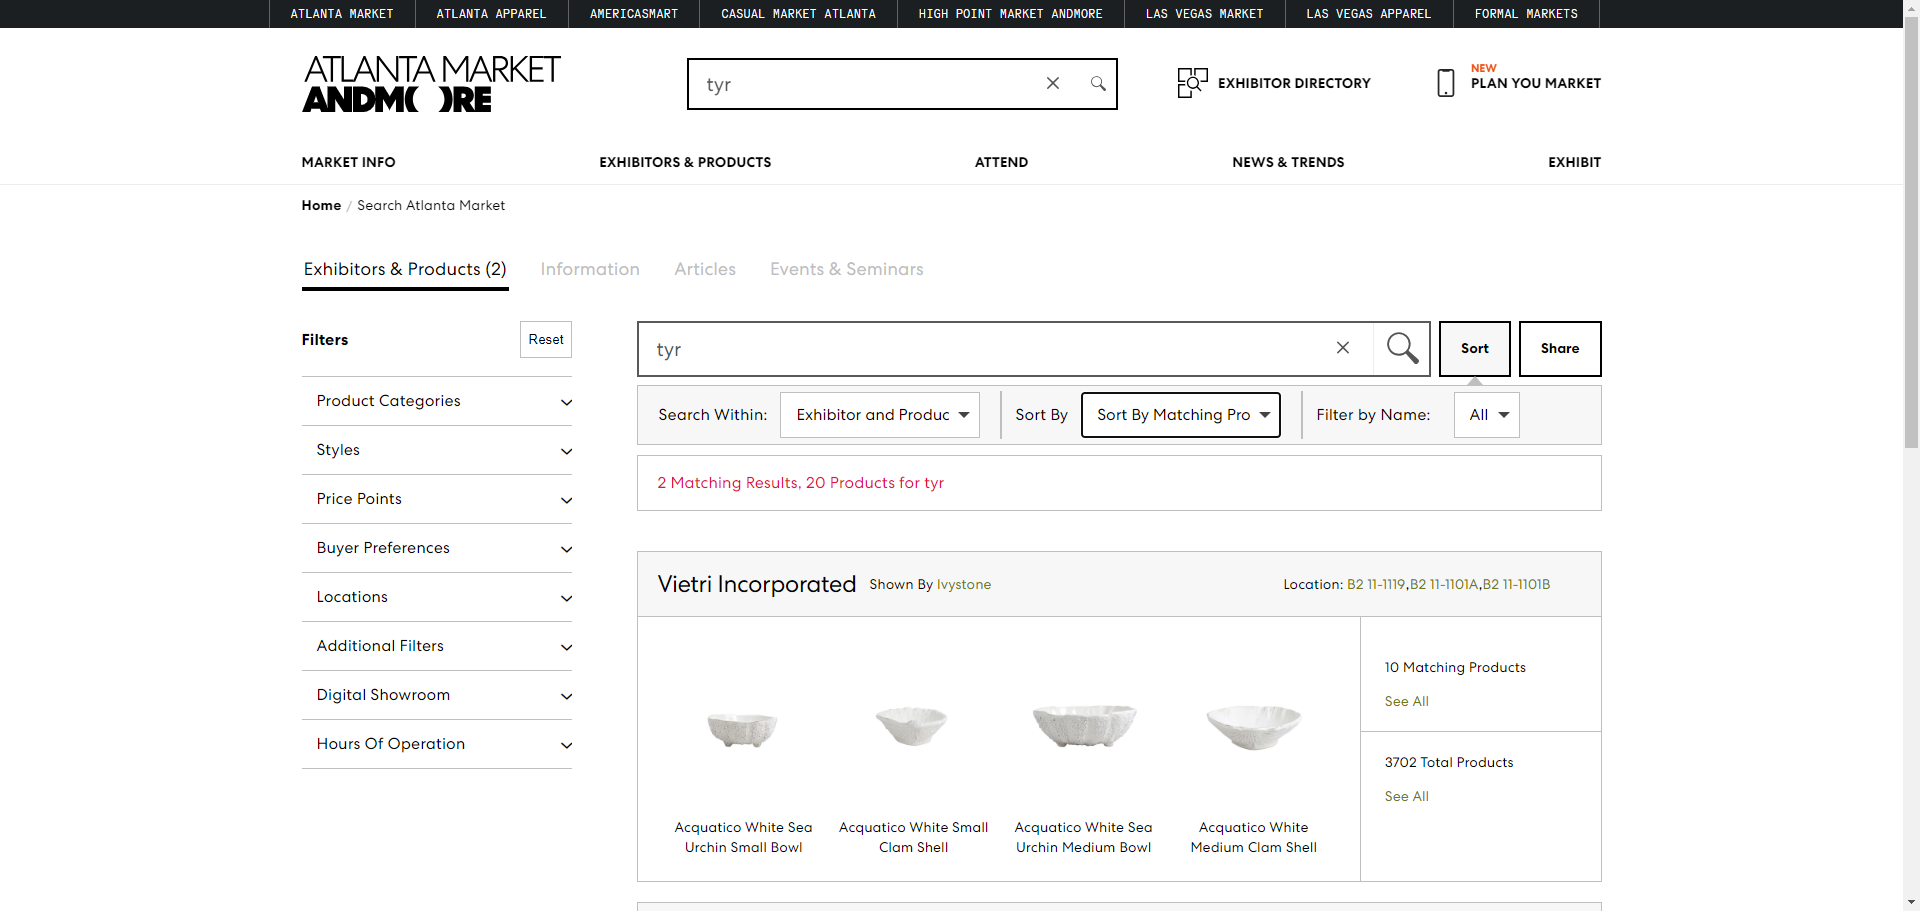 ATLANTA MARKET
ATLANTA APPAREL
AMERICASMART
CASUAL MARKET ATLANTA
HIGH POINT MARKET ANDMORE
LAS VEGAS MARKET
LAS VEGAS APPAREL
FORMAL MARKETS
ATLANTA MARKET
ANDMORE
tyr
EXHIBITOR DIRECTORY
NEW
PLAN YOU MARKET
MARKET INFO
EXHIBITORS & PRODUCTS
ATTEND
NEWS & TRENDS
EXHIBIT
Home / Search Atlanta Market
Exhibitors & Products (2)
Information
Articles
Events & Seminars
Filters
Reset
Product Categories
Styles
Price Points
Buyer Preferences
Locations
Additional Filters
Digital Showroom
Hours Of Operation
tyr
Sort
Share
Search Within:
Exhibitor and Produc
Sort By
Sort By Matching Pro
Filter by Name:
All
2 Matching Results, 20 Products for tyr
Vietri Incorporated
Shown By Ivystone
Location: B2 11-1119,B2 11-1101A,B2 11-1101B
Acquatico White Sea
Urchin Small Bowl
Acquatico White Small
Clam Shell
Acquatico White Sea
Urchin Medium Bowl
Acquatico White
Medium Clam Shell
10 Matching Products
See All
3702 Total Products
See All